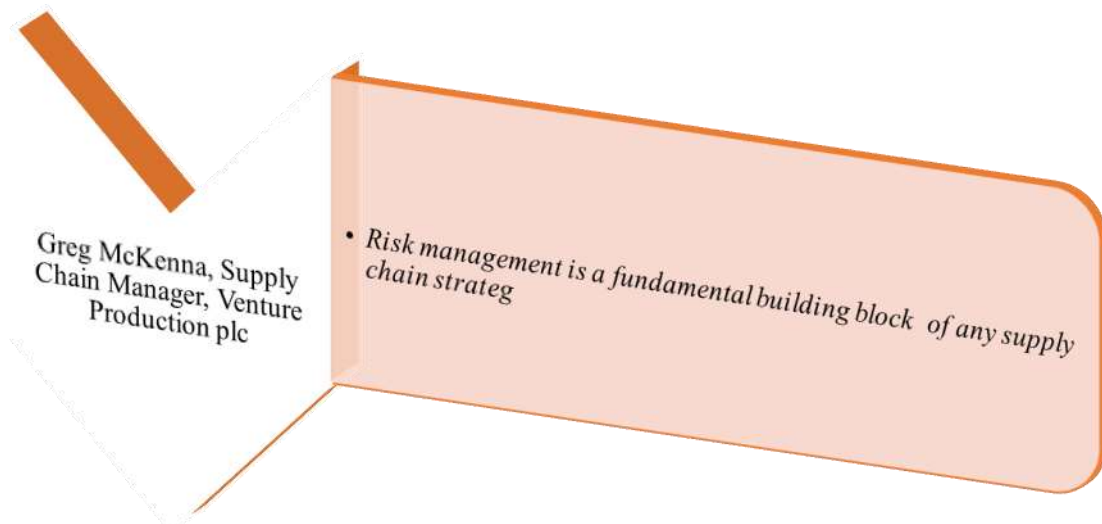 Greg McKenna, Supply
Chain Manager, Venture
Production plc
• Risk management is a fundamental building block of any supply
chain strateg